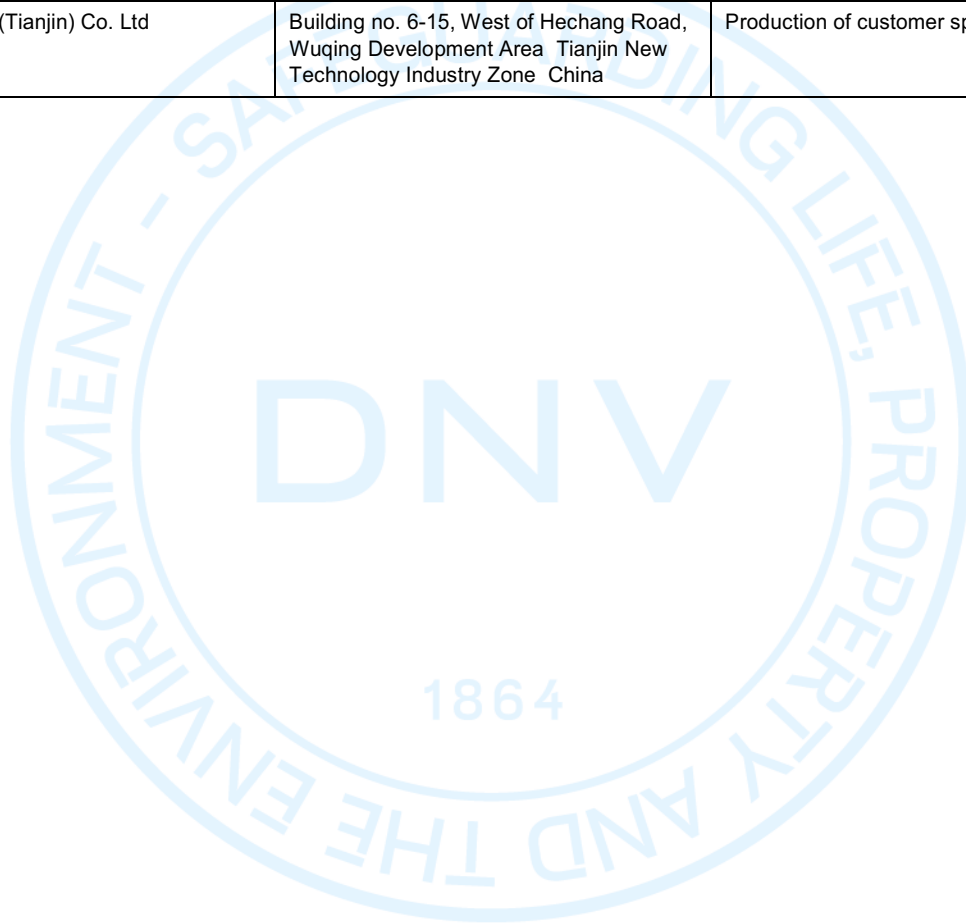 (Tianjin) Co. Ltd
Building no. 6-15, West of Hechang Road,
Wuqing Development Area  Tianjin New
Technology Industry Zone  China
Production of customer sp
SAFEGUARDING LIFE, PROPERTY AND THE ENVIRONMENT -
DNV
1864